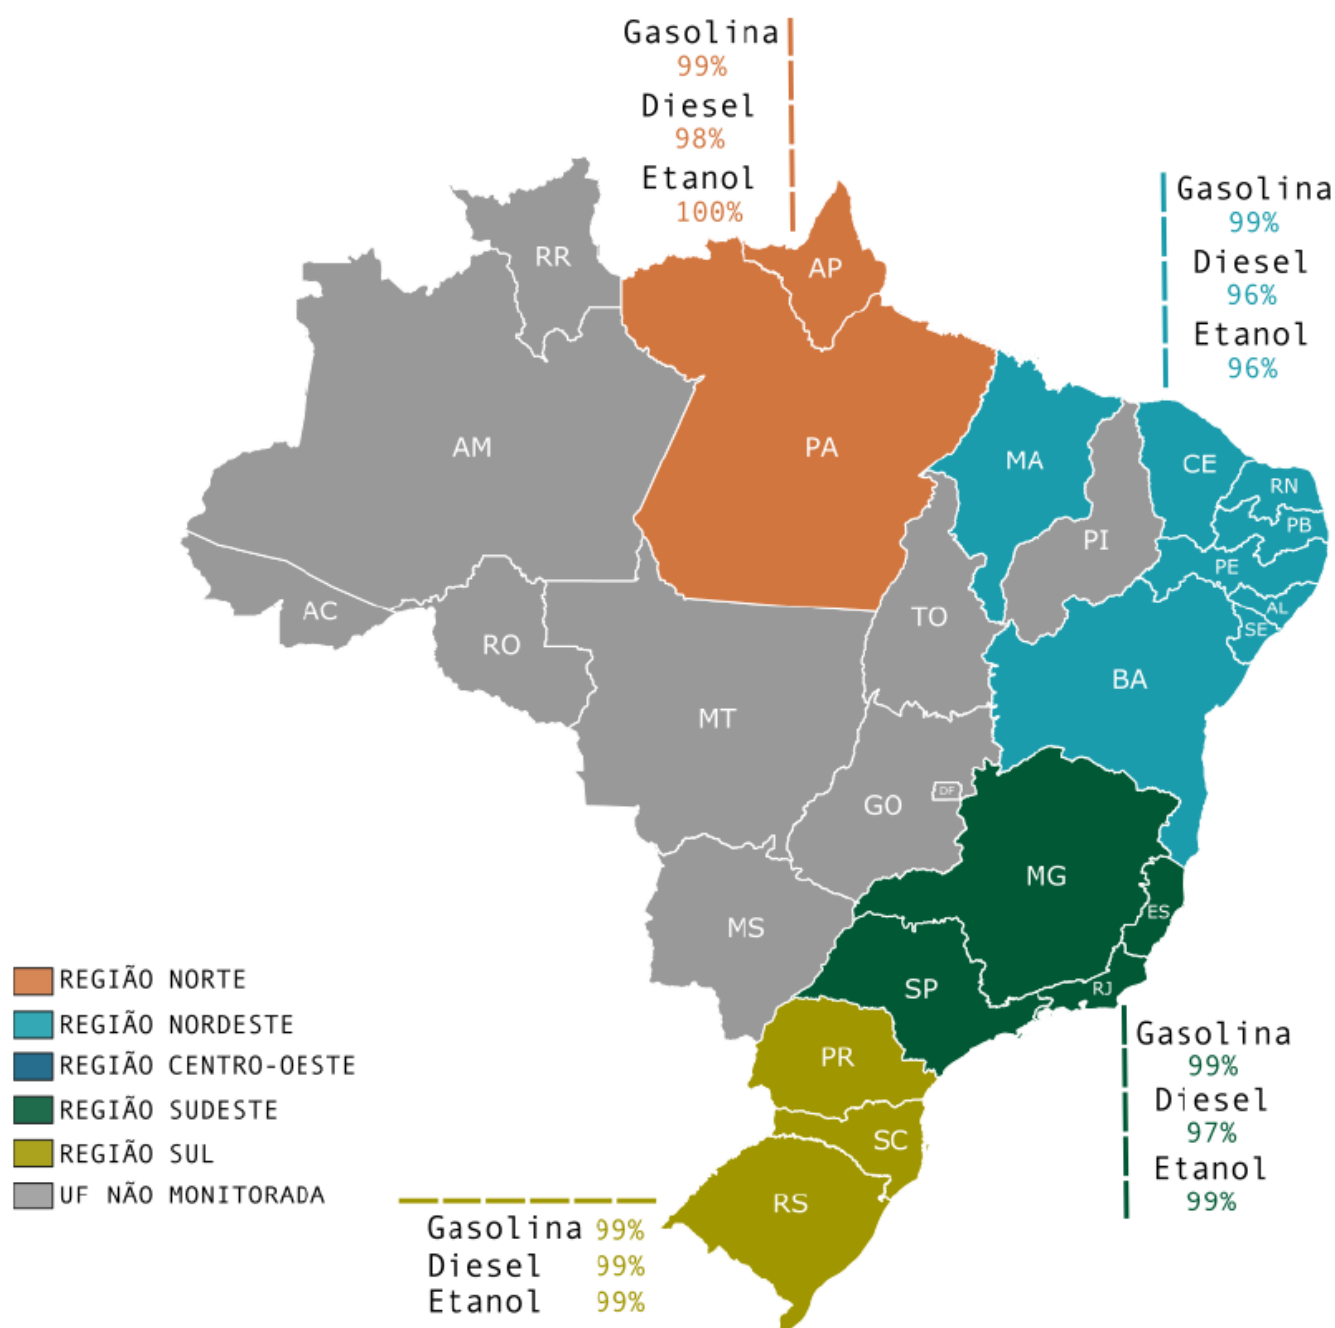 Gasolina
99%
Diesel
98%
Etanol
100%
Gasolina
99%
Diesel
96%
Etanol
96%
RR
AP
AM
PA
MA
CE
RN
PB
PI
PE
AL
SE
AC
RO
TO
BA
MT
GO
DF
MG
ES
MS
SP
RJ
PR
SC
RS
REGIÃO NORTE
REGIÃO NORDESTE
REGIÃO CENTRO-OESTE
REGIÃO SUDESTE
REGIÃO SUL
UF NÃO MONITORADA
Gasolina
99%
Diesel
97%
Etanol
99%
Gasolina 99%
Diesel 99%
Etanol 99%